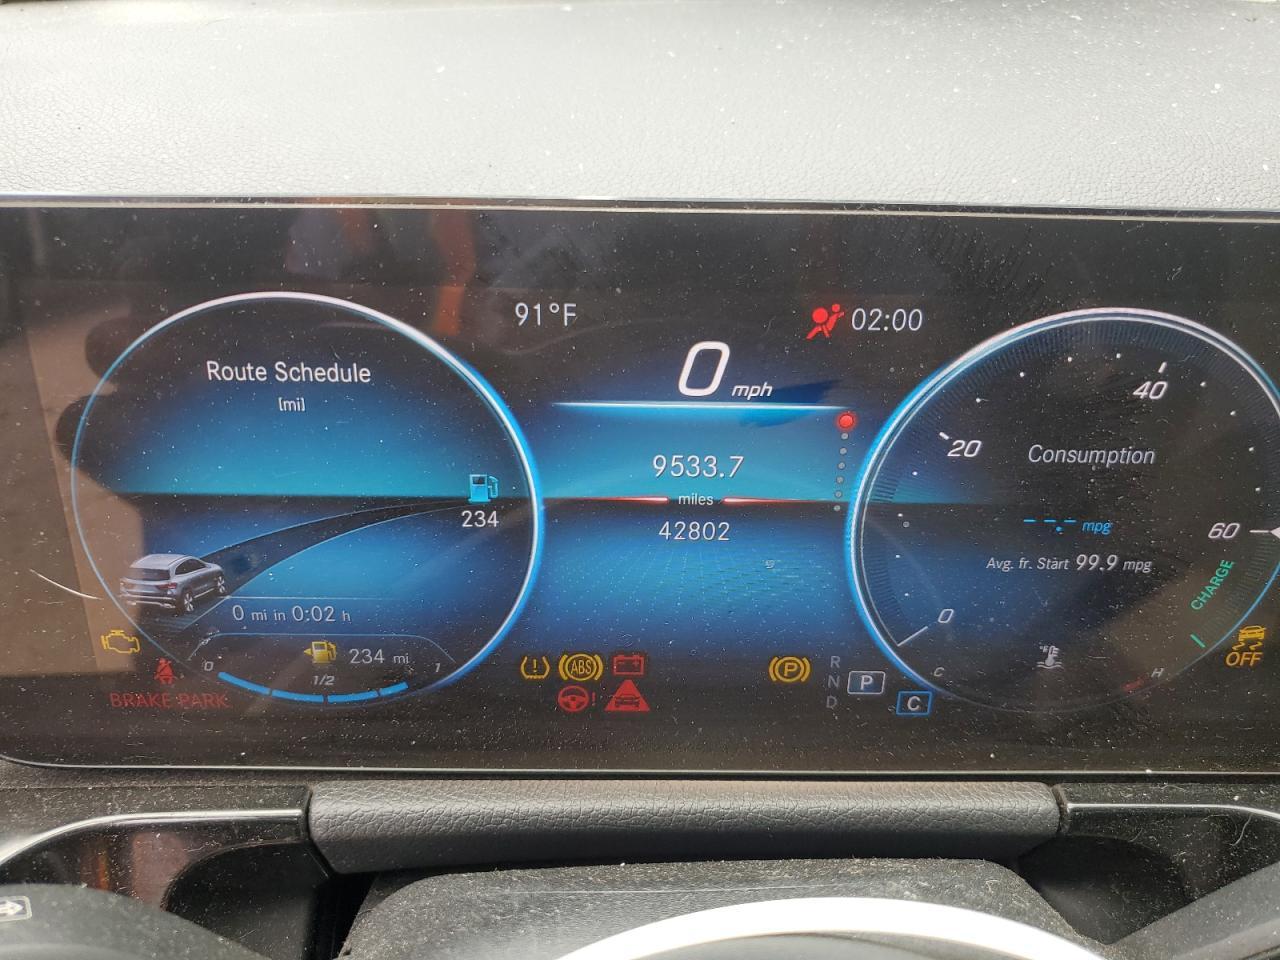 91°F
02:00
Route Schedule
[mi]
0 mph
9533.7
miles
42802
234
0 mi in 0:02 h
234 mi
0
1/2
1
BRAKE PARK
ABS
P
R
N
P
D
C
0
20
40
60
Consumption
--.- mpg
Avg. fr. Start 99.9 mpg
CHARGE
C
H
OFF